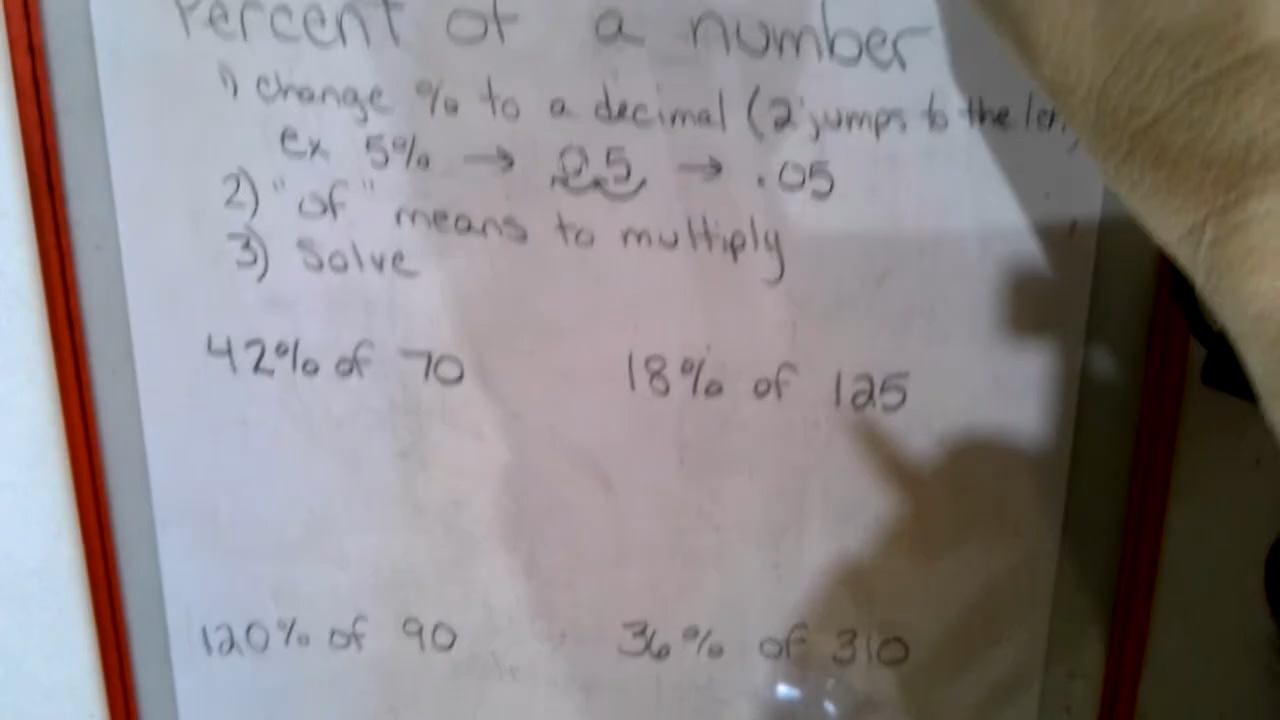 Percent of a number
1) change % to a decimal (2 jumps to the
ex 5% → 05 → .05
2) "of" means to multiply
3) Solve
42% of 70 18% of 125
120% of 90 36% of 310